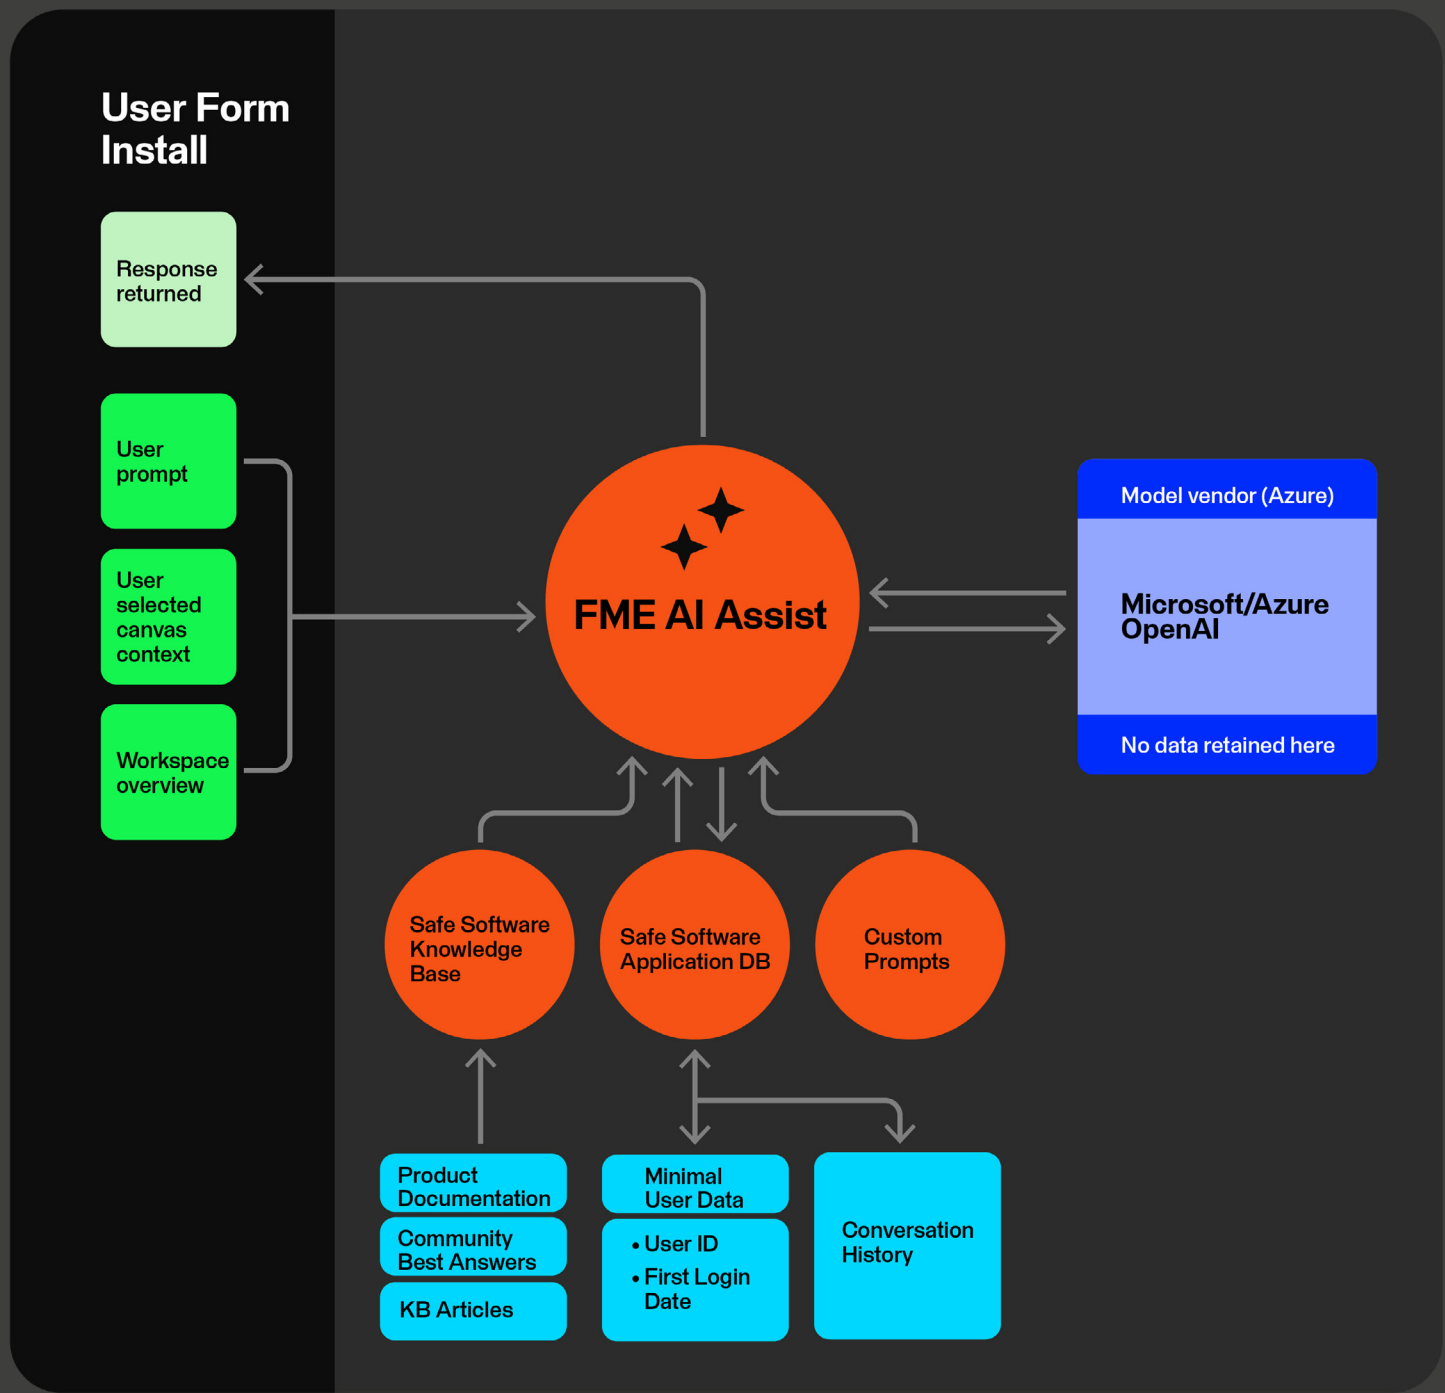 User Form
Install
Response
returned
User
prompt
User
selected
canvas
context
Workspace
overview
FME AI Assist
Model vendor (Azure)
Microsoft/Azure
OpenAI
No data retained here
Safe Software
Knowledge
Base
Safe Software
Application DB
Custom
Prompts
Product
Documentation
Community
Best Answers
KB Articles
Minimal
User Data
• User ID
• First Login
Date
Conversation
History